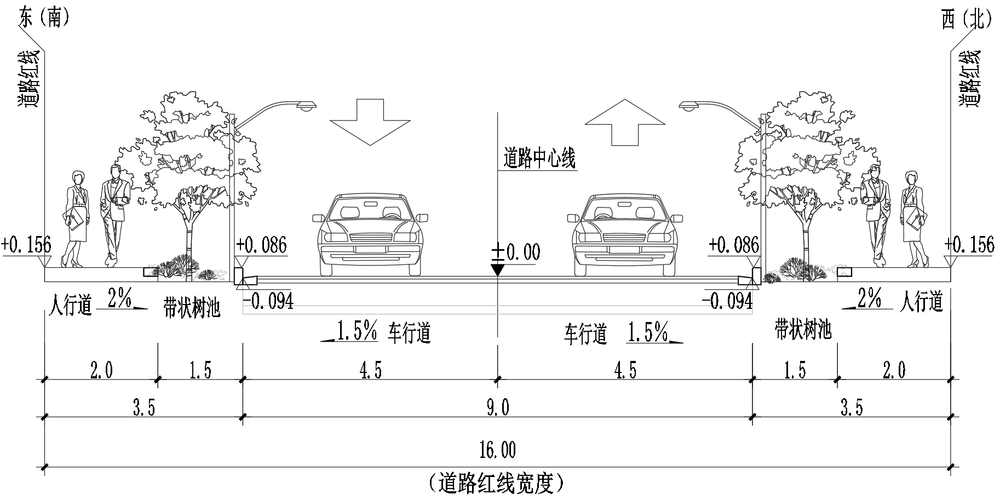 东（南）
西（北）
道路红线
道路红线
道路中心线
+0.156
+0.086
±0.00
+0.086
+0.156
-0.094
-0.094
人行道
2%
带状树池
2%
人行道
1.5%
车行道
车行道
1.5%
带状树池
2.0
1.5
4.5
4.5
1.5
2.0
3.5
9.0
3.5
16.00
（道路红线宽度）